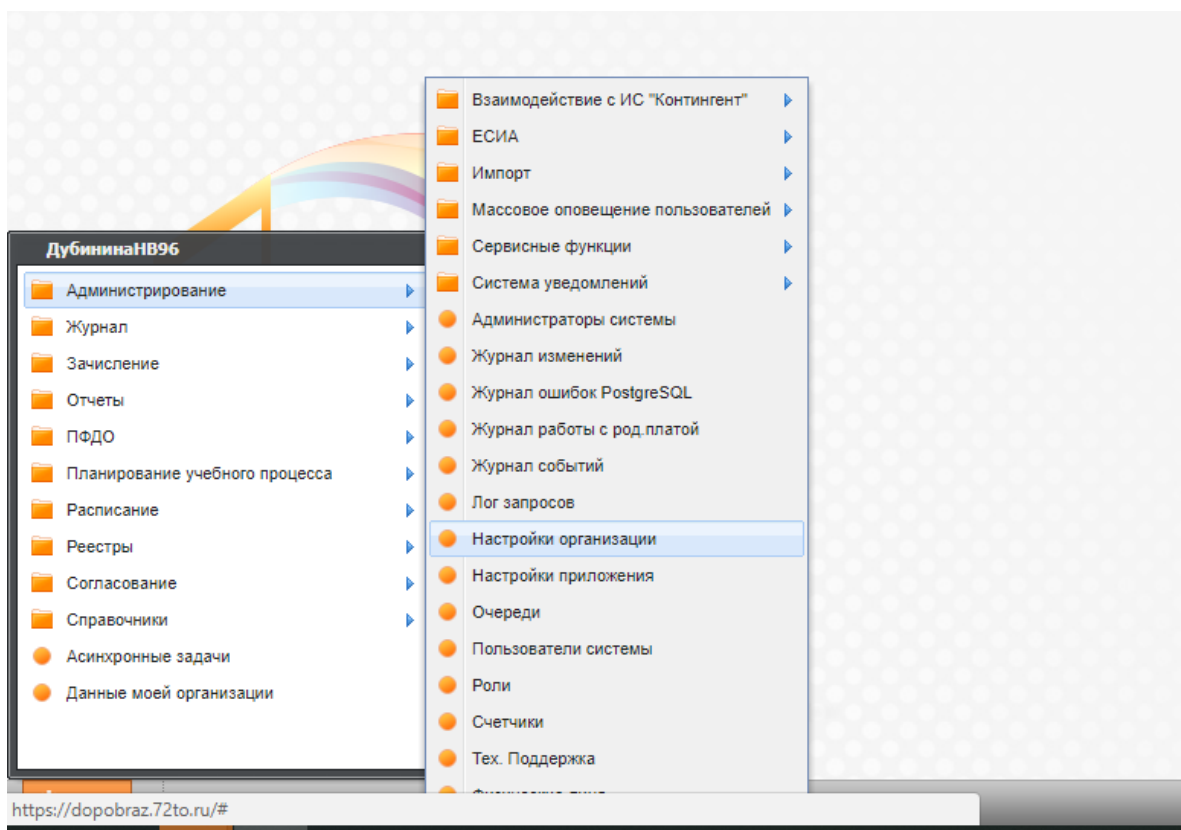 ДубининаНВ96
Администрирование
Журнал
Зачисление
Отчеты
ПФДО
Планирование учебного процесса
Расписание
Реестры
Согласование
Справочники
Асинхронные задачи
Данные моей организации
Взаимодействие с ИС "Контингент"
ЕСИА
Импорт
Массовое оповещение пользователей
Сервисные функции
Система уведомлений
Администраторы системы
Журнал изменений
Журнал ошибок PostgreSQL
Журнал работы с род.платой
Журнал событий
Лог запросов
Настройки организации
Настройки приложения
Очереди
Пользователи системы
Роли
Счетчики
Тех. Поддержка
https://dopobraz.72to.ru/#